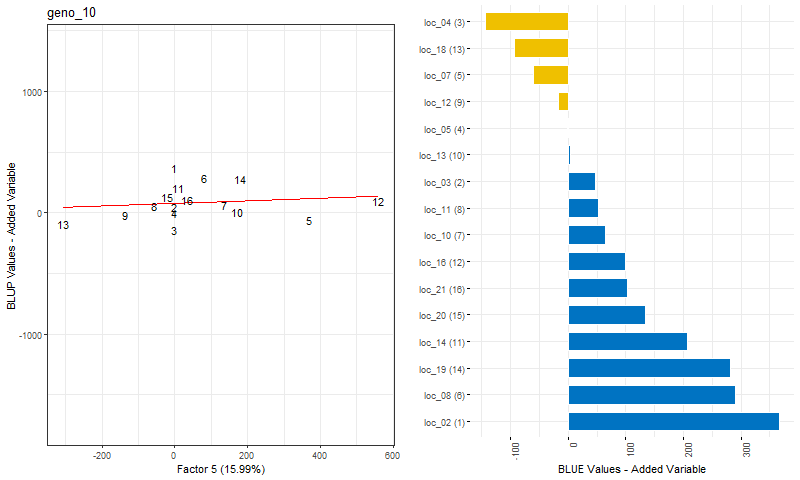 geno_10
BLUP Values - Added Variable
1000
0
-1000
1
6
14
11
15
16
12
8
2
7
4
10
9
5
13
3
-200
0
200
400
600
Factor 5 (15.99%)
loc_04 (3)
loc_18 (13)
loc_07 (5)
loc_12 (9)
loc_05 (4)
loc_13 (10)
loc_03 (2)
loc_11 (8)
loc_10 (7)
loc_16 (12)
loc_21 (16)
loc_20 (15)
loc_14 (11)
loc_19 (14)
loc_08 (6)
loc_02 (1)
-100
0
100
200
300
BLUE Values - Added Variable